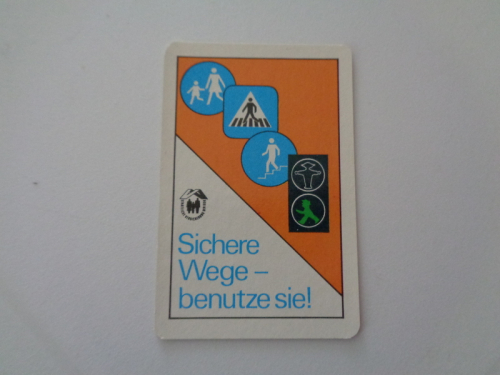 Sichere
Wege –
benutze sie!